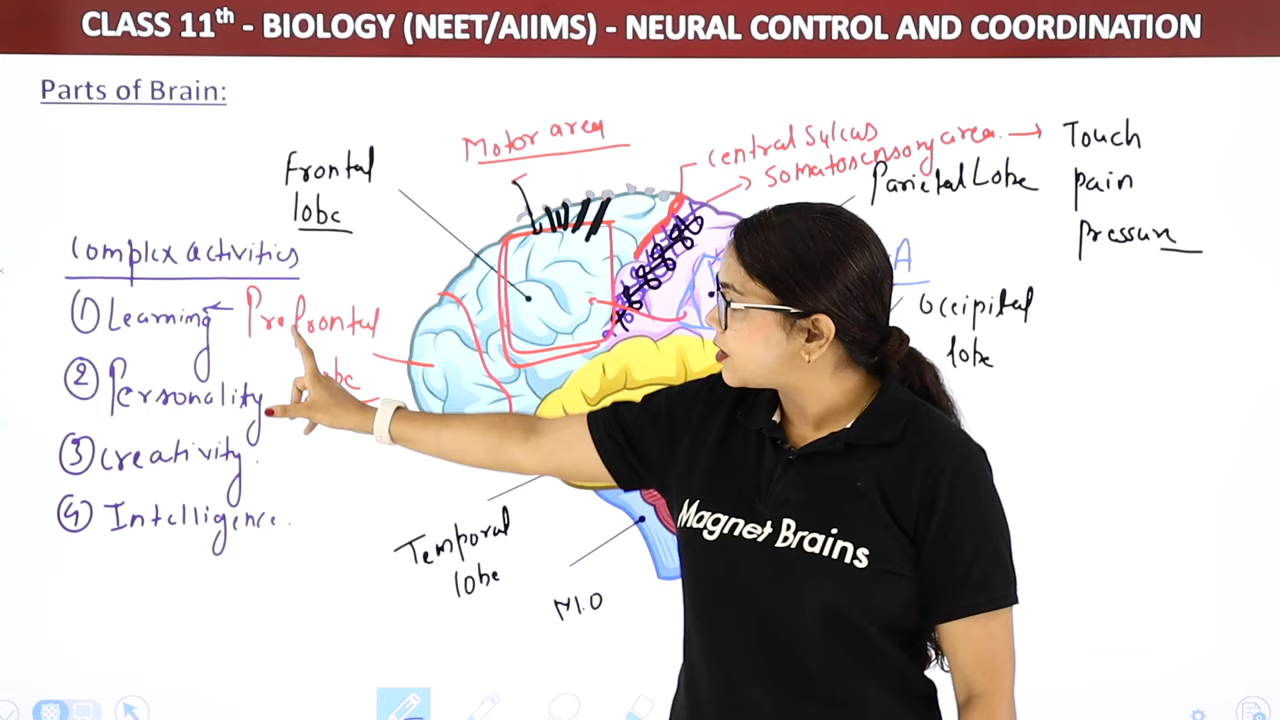 CLASS 11th - BIOLOGY (NEET/AIIMS) - NEURAL CONTROL AND COORDINATION
Parts of Brain:
Motor area
Central Sulcus
Somatosensory area → Touch
pain
pressure
Frontal
lobe
Parietal Lobe
Complex activities
① Learning ← Prefrontal
lobe
② Personality
③ Creativity.
④ Intelligence.
A
Occipital
lobe
Temporal
lobe
M.O
Magnet Brains